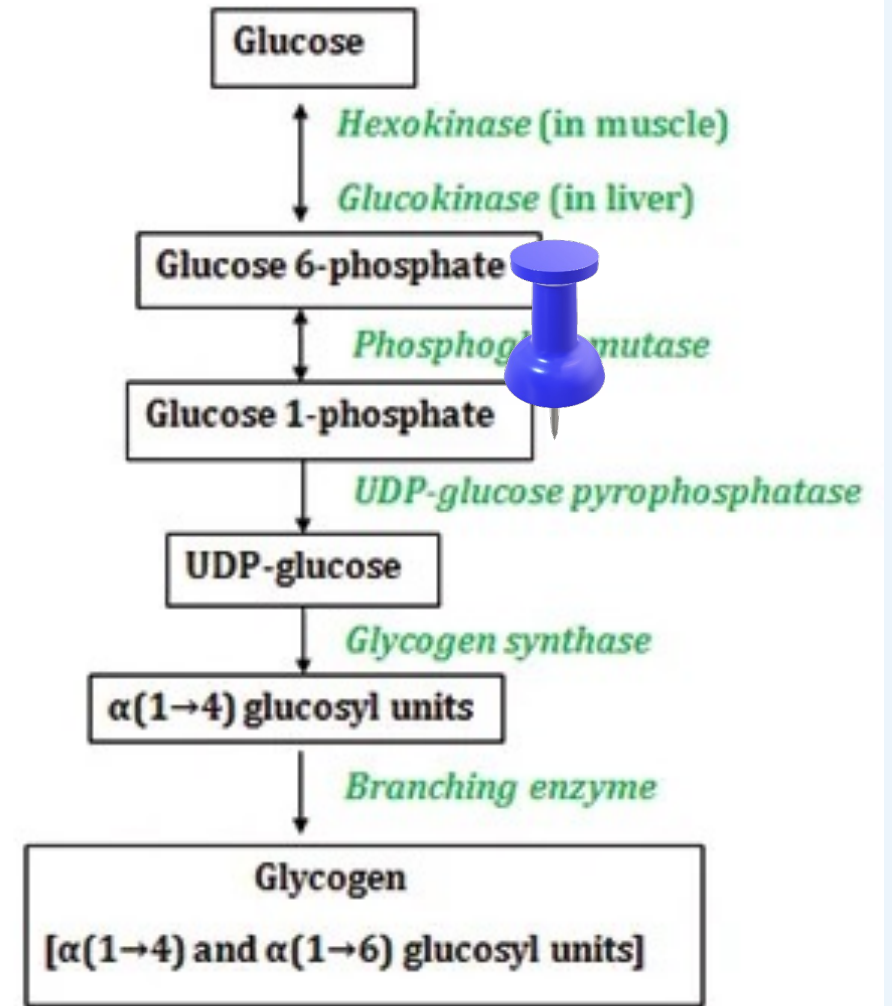 Glucose
Hexokinase (in muscle)
Glucokinase (in liver)
Glucose 6-phosphate
Glucose 1-phosphate
UDP-glucose pyrophosphatase
UDP-glucose
Glycogen synthase
α(1→4) glucosyl units
Branching enzyme
Glycogen
[α(1→4) and α(1→6) glucosyl units]